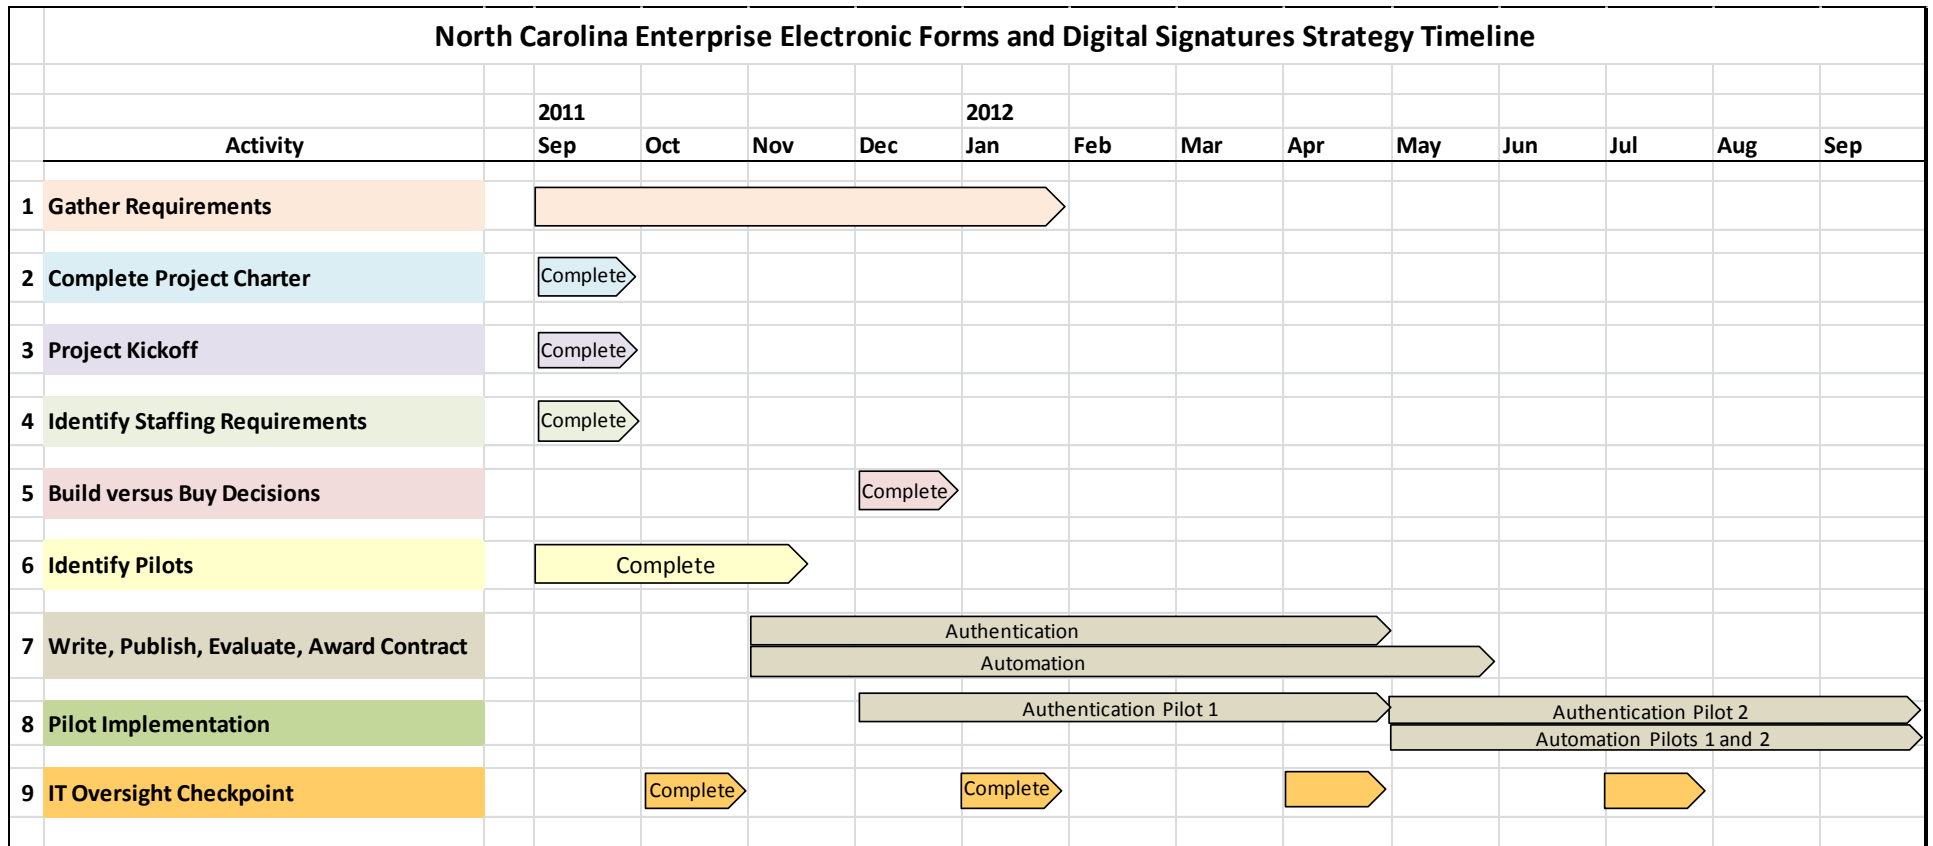 North Carolina Enterprise Electronic Forms and Digital Signatures Strategy Timeline
2011 2012
Activity Sep Oct Nov Dec Jan Feb Mar Apr May Jun Jul Aug Sep
1 Gather Requirements
2 Complete Project Charter Complete
3 Project Kickoff Complete
4 Identify Staffing Requirements Complete
5 Build versus Buy Decisions Complete
6 Identify Pilots Complete
7 Write, Publish, Evaluate, Award Contract Authentication
Automation
8 Pilot Implementation Authentication Pilot 1 Authentication Pilot 2
Automation Pilots 1 and 2
9 IT Oversight Checkpoint Complete Complete